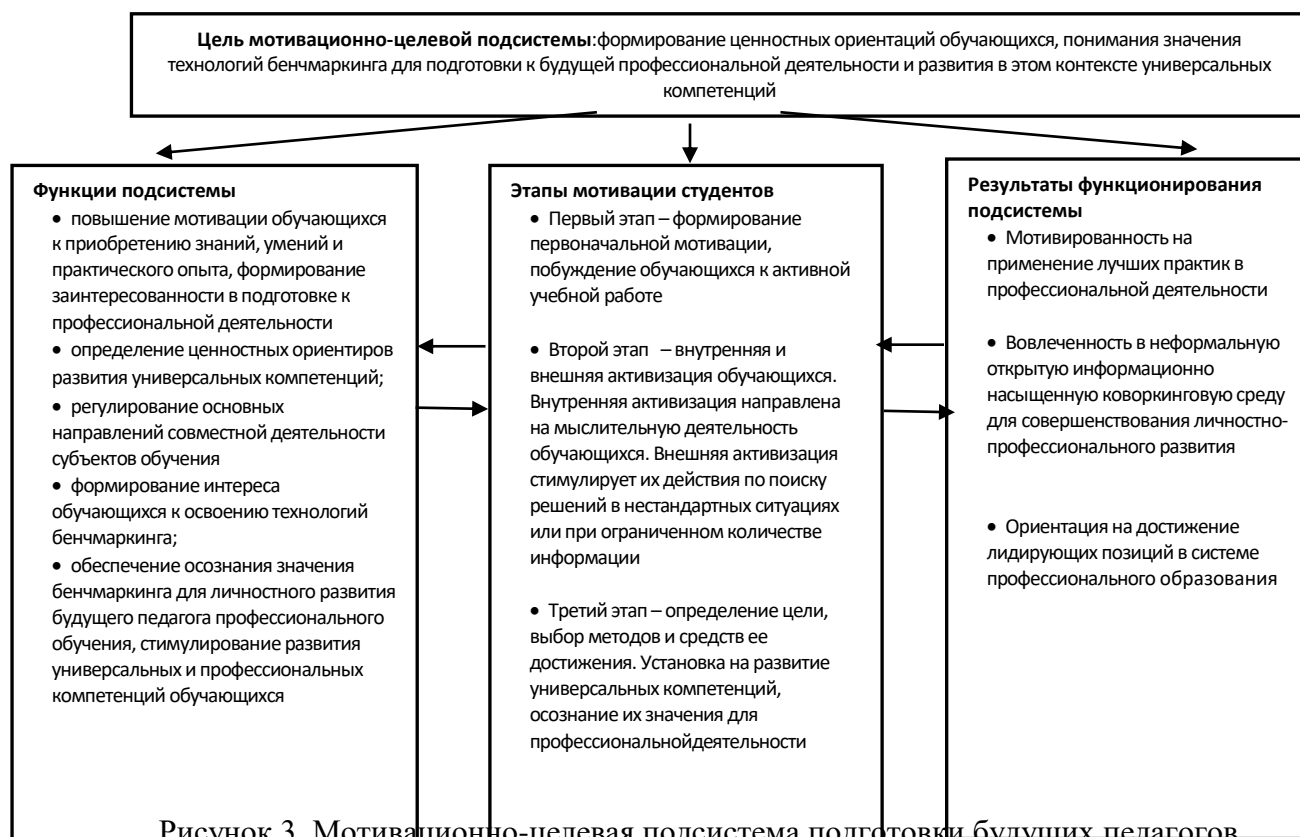 Цель мотивационно-целевой подсистемы:формирование ценностных ориентаций обучающихся, понимания значения
технологий бенчмаркинга для подготовки к будущей профессиональной деятельности и развития в этом контексте универсальных
компетенций
Функции подсистемы
• повышение мотивации обучающихся
к приобретению знаний, умений и
практического опыта, формирование
заинтересованности в подготовке к
профессиональной деятельности
• определение ценностных ориентиров
развития универсальных компетенций;
• регулирование основных
направлений совместной деятельности
субъектов обучения
• формирование интереса
обучающихся к освоению технологий
бенчмаркинга;
• обеспечение осознания значения
бенчмаркинга для личностного развития
будущего педагога профессионального
обучения, стимулирование развития
универсальных и профессиональных
компетенций обучающихся
Этапы мотивации студентов
• Первый этап – формирование
первоначальной мотивации,
побуждение обучающихся к активной
учебной работе
• Второй этап – внутренняя и
внешняя активизация обучающихся.
Внутренняя активизация направлена
на мыслительную деятельность
обучающихся. Внешняя активизация
стимулирует их действия по поиску
решений в нестандартных ситуациях
или при ограниченном количестве
информации
• Третий этап – определение цели,
выбор методов и средств ее
достижения. Установка на развитие
универсальных компетенций,
осознание их значения для
профессиональнойдеятельности
Результаты функционирования
подсистемы
• Мотивированность на
применение лучших практик в
профессиональной деятельности
• Вовлеченность в неформальную
открытую информационно
насыщенную коворкинговую среду
для совершенствования личностно-
профессионального развития
• Ориентация на достижение
лидирующих позиций в системе
профессионального образования
Рисунок 3. Мотивационно-целевая подсистема подготовки будущих педагогов